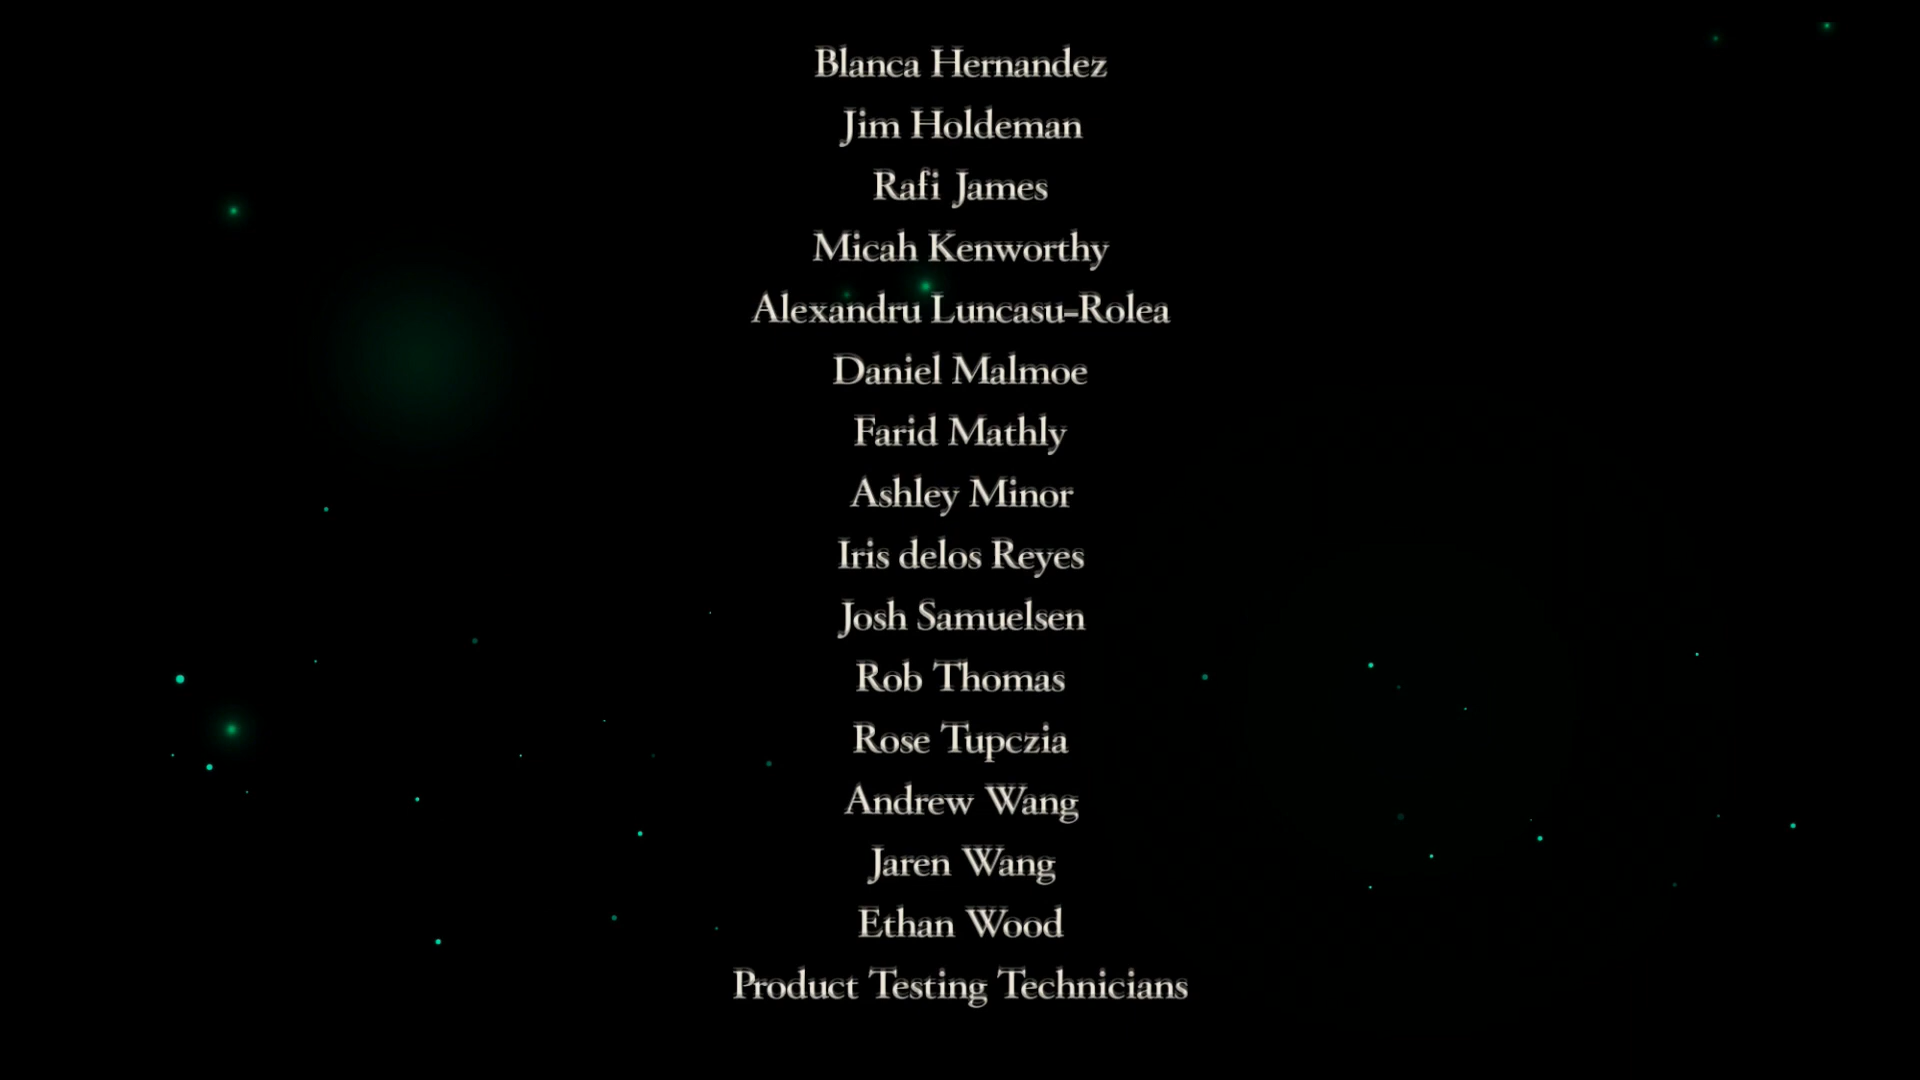 Blanca Hernandez
Jim Holdeman
Rafi James
Micah Kenworthy
Alexandru Luncasu-Rolea
Daniel Malmoe
Farid Mathly
Ashley Minor
Iris delos Reyes
Josh Samuelsen
Rob Thomas
Rose Tupczia
Andrew Wang
Jaren Wang
Ethan Wood
Product Testing Technicians